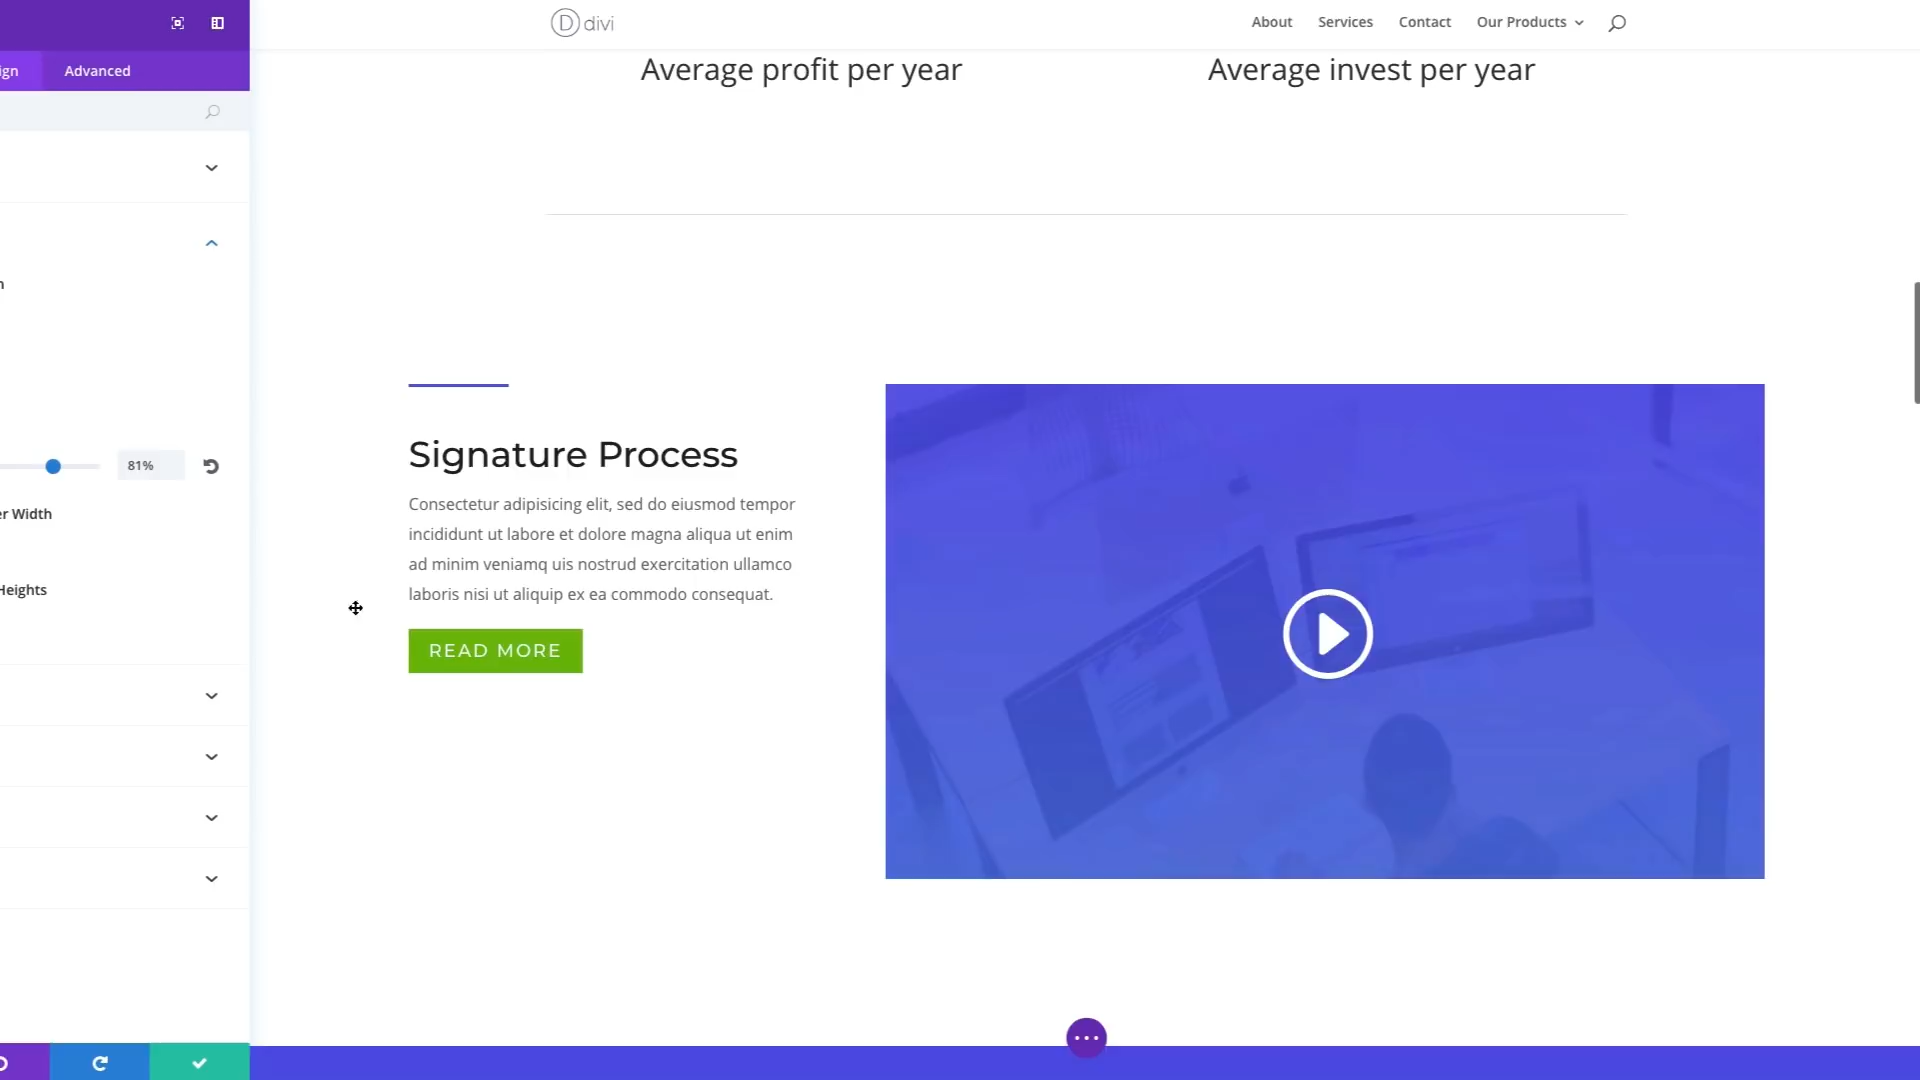 divi
About
Services
Contact
Our Products
ign
Advanced
Average profit per year
Average invest per year
n
81%
er Width
Heights
Signature Process
Consectetur adipisicing elit, sed do eiusmod tempor
incididunt ut labore et dolore magna aliqua ut enim
ad minim veniamq uis nostrud exercitation ullamco
laboris nisi ut aliquip ex ea commodo consequat.
READ MORE